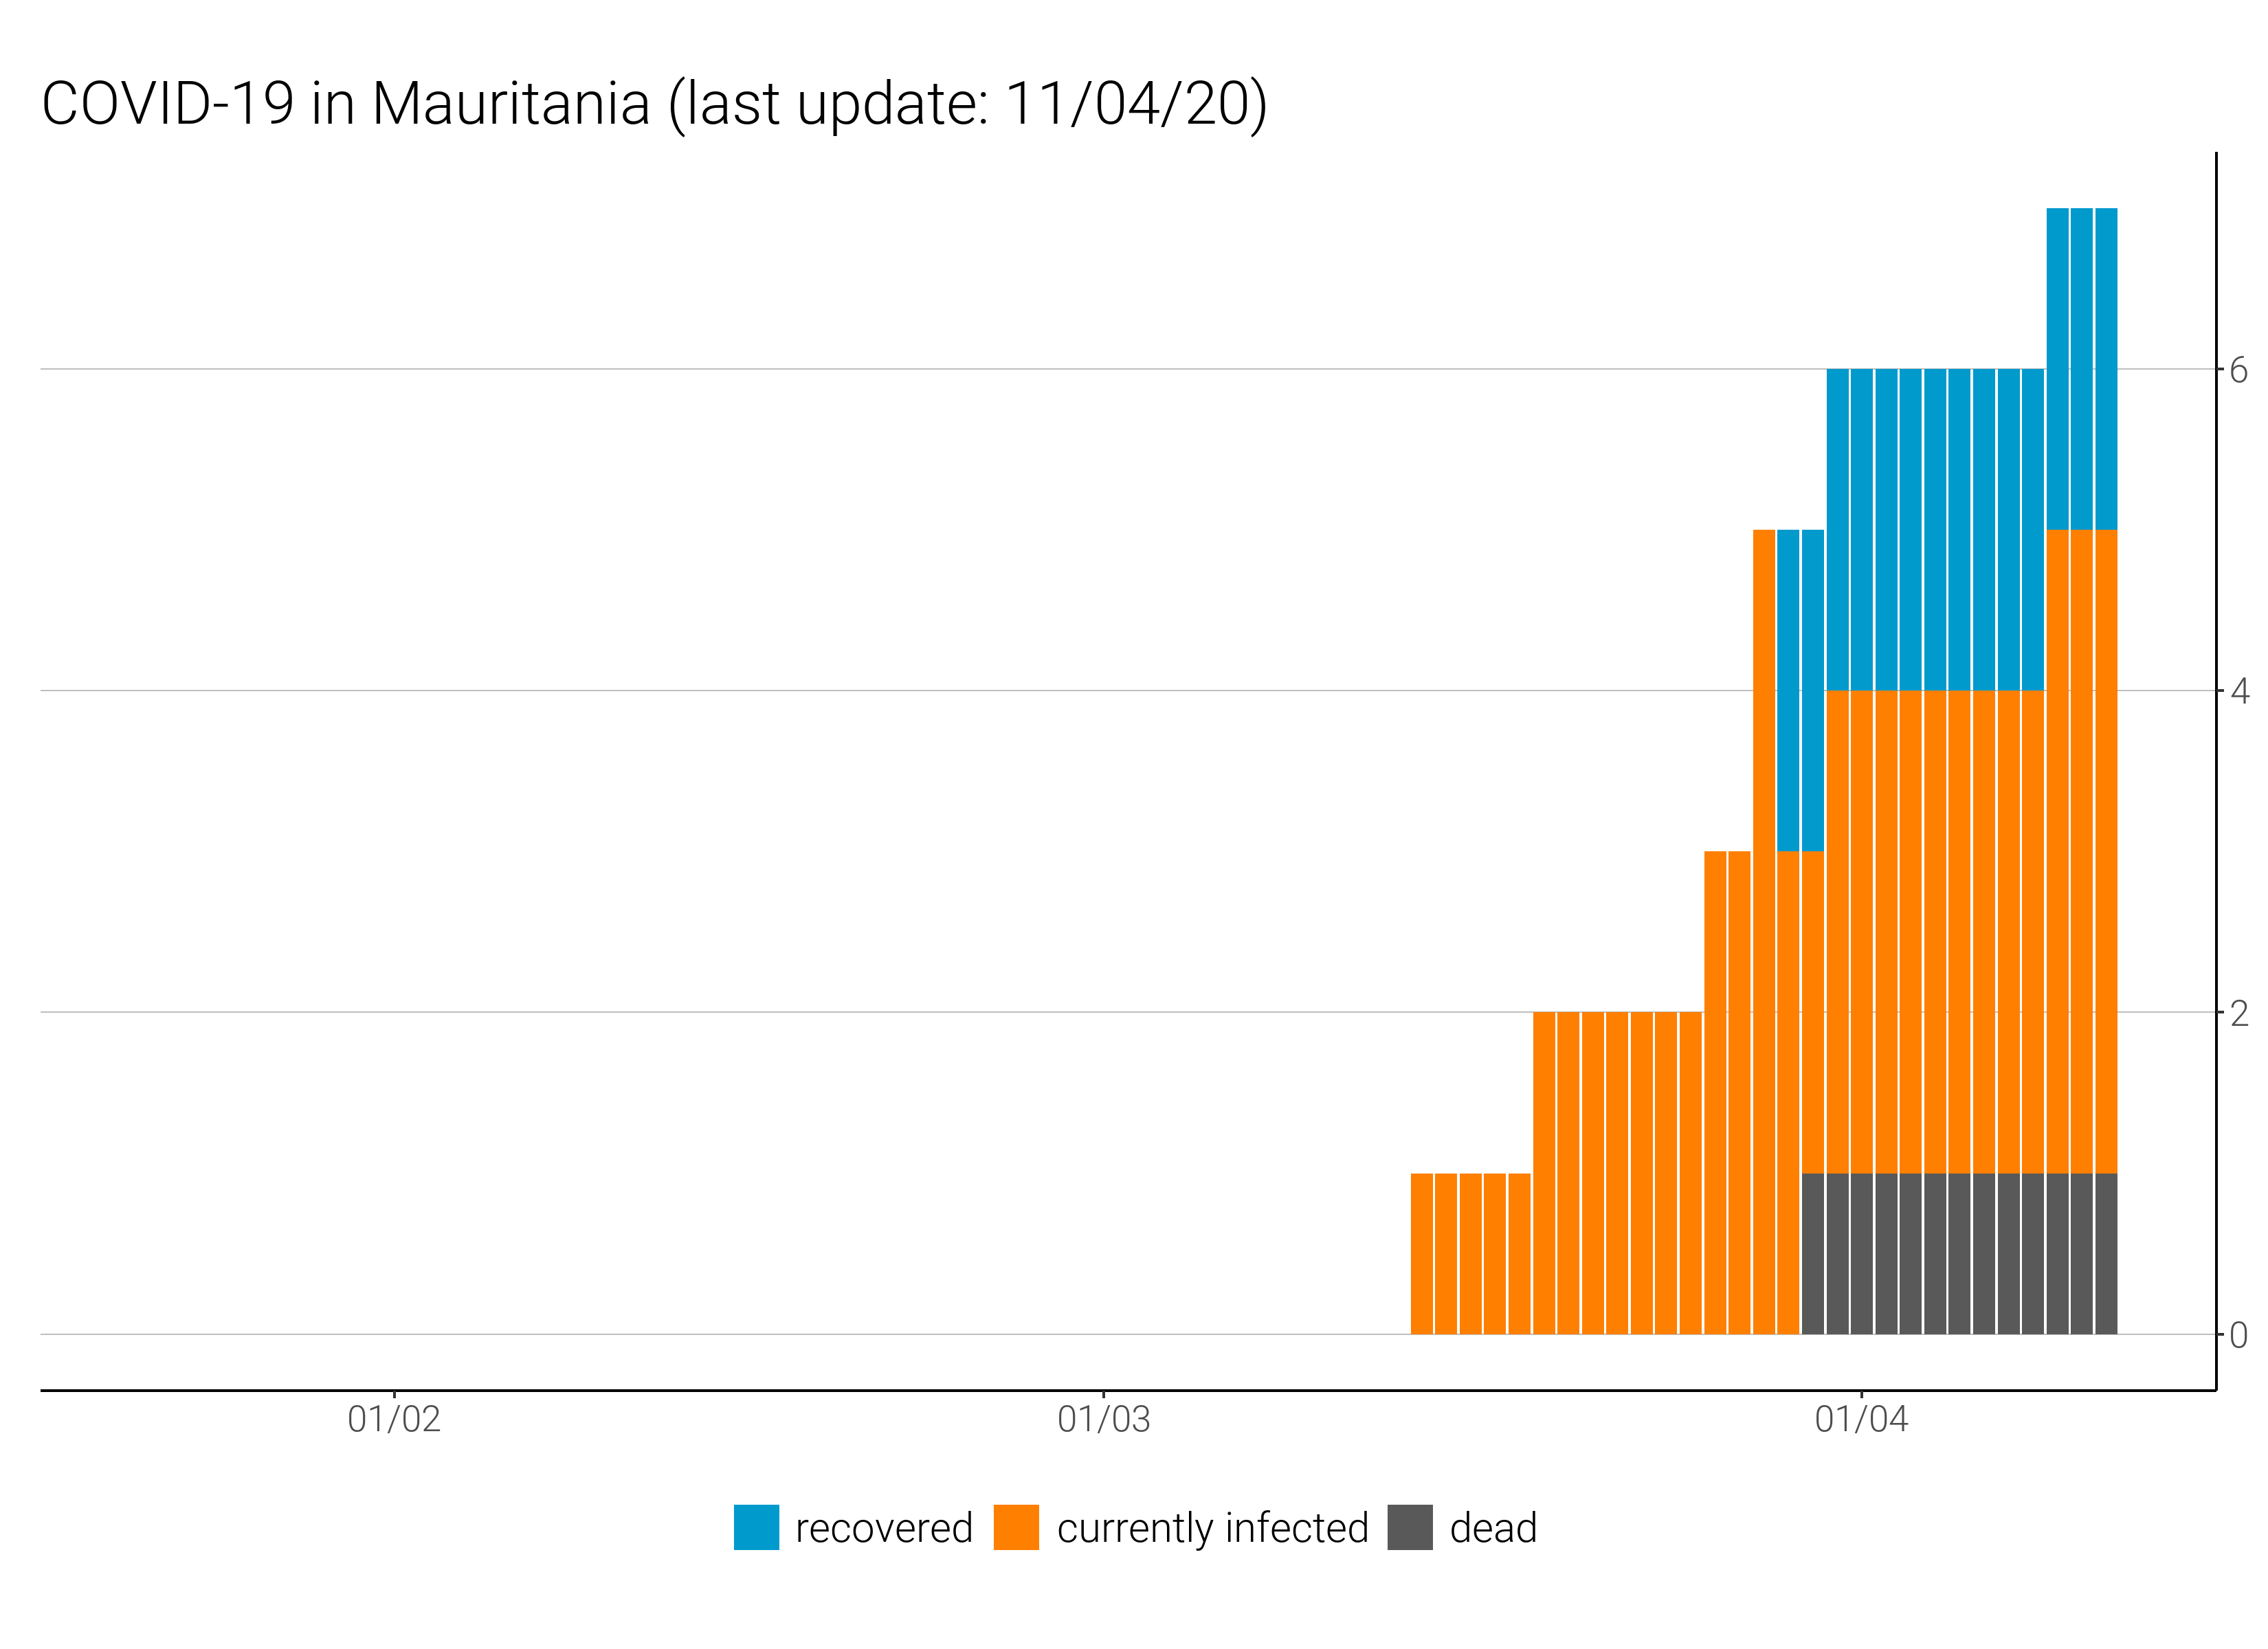 COVID-19 in Mauritania (last update: 11/04/20)
6
4
2
0
01/02 01/03 01/04
recovered currently infected dead